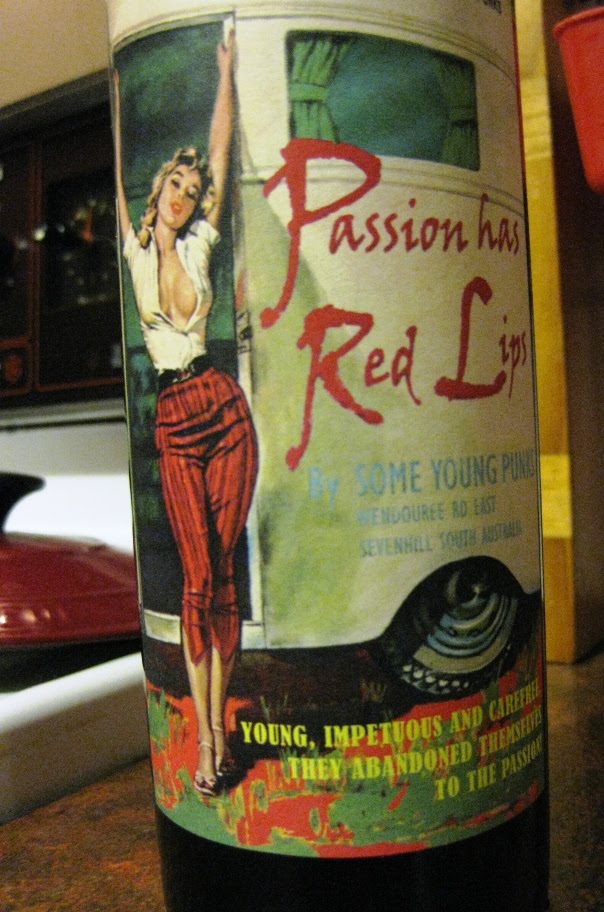 Passion has
Red Lips
By SOME YOUNG PUNKS
WENDOUREE RD EAST
SEVENHILL SOUTH AUSTRALIA
YOUNG, IMPETUOUS AND CAREFREE
THEY ABANDONED THEMSELVES
TO THE PASSION